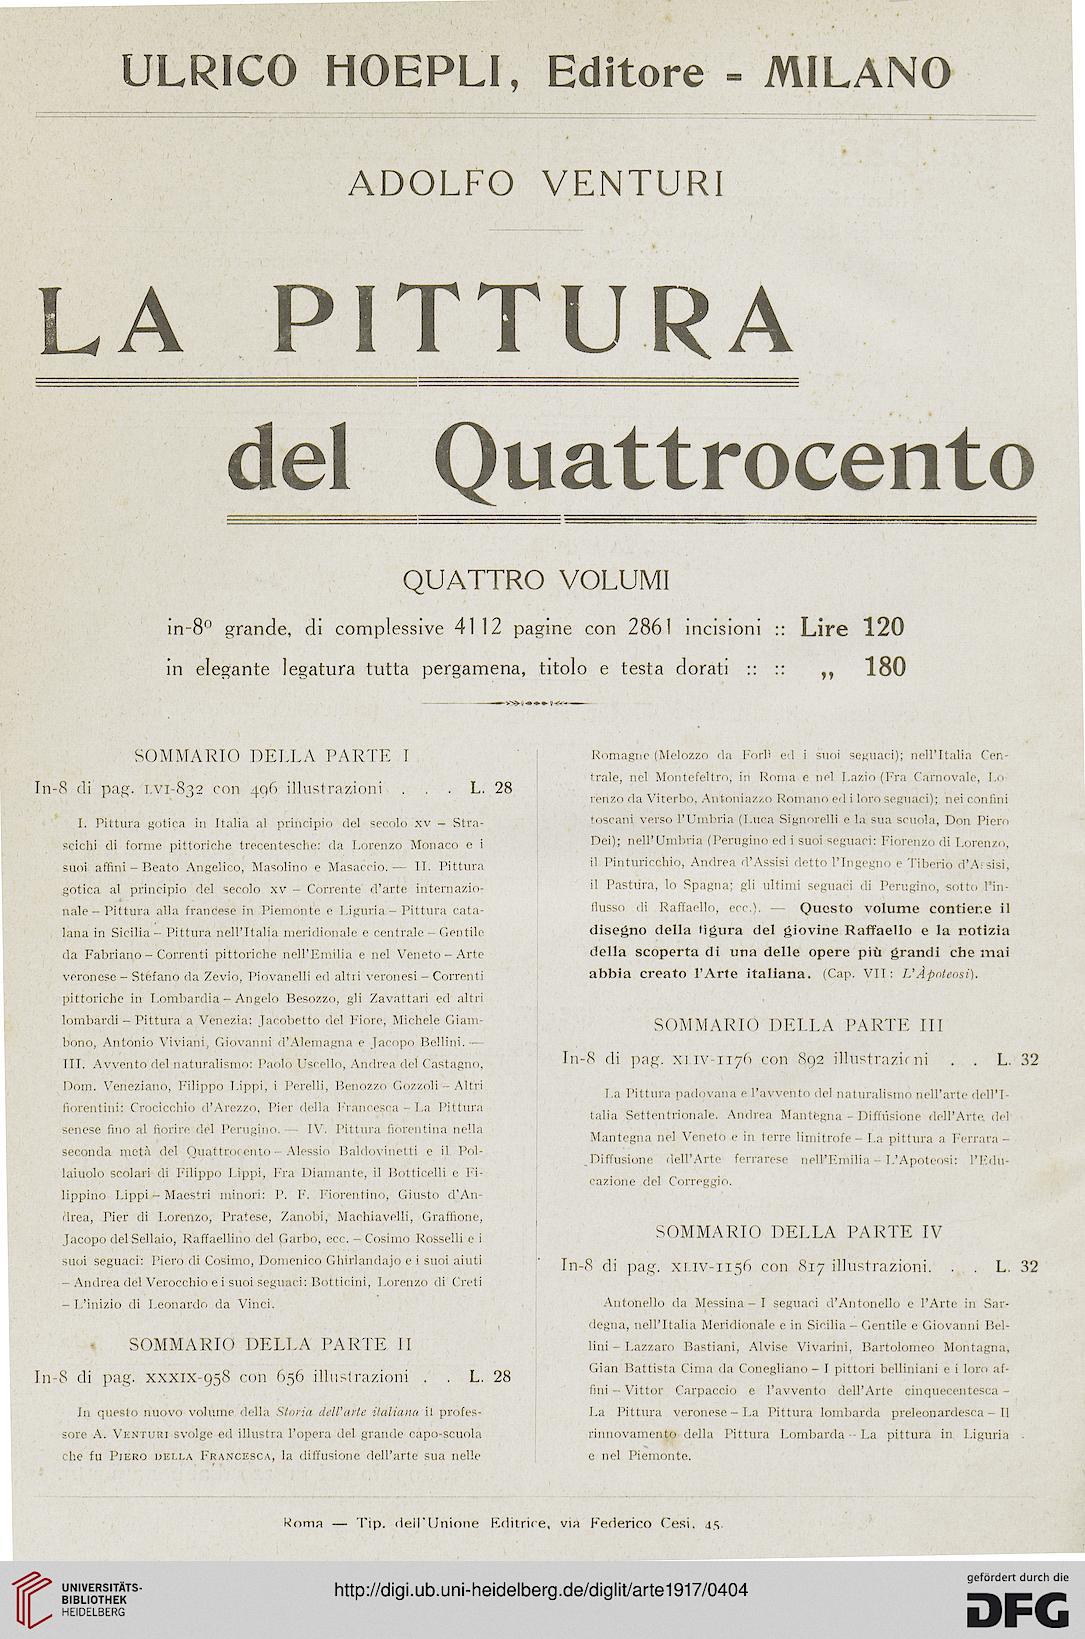 ULRICO HOEPLI, Editore - MILANO
ADOLFO VENTURI
LA PITTURA
del Quattrocento
QUATTRO VOLUMI
in-8º grande, di complessive 4112 pagine con 2861 incisioni :: Lire 120
in elegante legatura tutta pergamena, titolo e testa dorati :: :: „ 180
SOMMARIO DELLA PARTE I
In-8 di pag. LVI-832 con 496 illustrazioni . . . L. 28
I. Pittura gotica in Italia al principio del secolo XV – Stra-
scichi di forme pittoriche trecentesche: da Lorenzo Monaco e i
suoi affini – Beato Angelico, Masolino e Masaccio. — II. Pittura
gotica al principio del secolo XV – Corrente d'arte internazio-
nale – Pittura alla francese in Piemonte e Liguria – Pittura cata-
lana in Sicilia – Pittura nell'Italia meridionale e centrale – Gentile
da Fabriano – Correnti pittoriche nell'Emilia e nel Veneto – Arte
veronese – Stefano da Zevio, Piovanelli ed altri veronesi – Correnti
pittoriche in Lombardia – Angelo Besozzo, gli Zavattari ed altri
lombardi – Pittura a Venezia: Jacobetto del Fiore, Michele Giam-
bono, Antonio Viviani, Giovanni d'Alemagna e Jacopo Bellini. —
III. Avvento del naturalismo: Paolo Uscello, Andrea del Castagno,
Dom. Veneziano, Filippo Lippi, i Perelli, Benozzo Gozzoli – Altri
fiorentini: Crocicchio d'Arezzo, Pier della Francesca – La Pittura
senese fino al fiorire del Perugino. — IV. Pittura fiorentina nella
seconda metà del Quattrocento – Alessio Baldovinetti e il Pol-
laiuolo scolari di Filippo Lippi, Fra Diamante, il Botticelli e Fi-
lippino Lippi – Maestri minori: P. F. Fiorentino, Giusto d'An-
drea, Pier di Lorenzo, Pratese, Zanobi, Machiavelli, Graffione,
Jacopo del Sellaio, Raffaellino del Garbo, ecc. – Cosimo Rosselli e i
suoi seguaci: Piero di Cosimo, Domenico Ghirlandajo e i suoi aiuti
– Andrea del Verocchio e i suoi seguaci: Botticini, Lorenzo di Creti
– L'inizio di Leonardo da Vinci.
SOMMARIO DELLA PARTE II
In-8 di pag. XXXIX-958 con 656 illustrazioni . . L. 28
In questo nuovo volume della Storia dell'arte italiana il profes-
sore A. VENTURI svolge ed illustra l'opera del grande capo-scuola
che fu PIERO DELLA FRANCESCA, la diffusione dell'arte sua nelle
Romagne (Melozzo da Forlì ed i suoi seguaci); nell'Italia Cen-
trale, nel Montefeltro, in Roma e nel Lazio (Fra Carnovale, Lo-
renzo da Viterbo, Antoniazzo Romano ed i loro seguaci); nei confini
toscani verso l'Umbria (Luca Signorelli e la sua scuola, Don Piero
Dei); nell'Umbria (Perugino ed i suoi seguaci: Fiorenzo di Lorenzo,
il Pinturicchio, Andrea d'Assisi detto l'Ingegno e Tiberio d'Assisi,
il Pastura, lo Spagna; gli ultimi seguaci di Perugino, sotto l'in-
flusso di Raffaello, ecc.). — Questo volume contiene il
disegno della figura del giovine Raffaello e la notizia
della scoperta di una delle opere più grandi che mai
abbia creato l'Arte italiana. (Cap. VII: L'Apoteosi).
SOMMARIO DELLA PARTE III
In-8 di pag. XLIV-1176 con 892 illustrazioni . . L. 32
La Pittura padovana e l'avvento del naturalismo nell'arte dell'I-
talia Settentrionale. Andrea Mantegna – Diffusione dell'Arte del
Mantegna nel Veneto e in terre limitrofe – La pittura a Ferrara –
Diffusione dell'Arte ferrarese nell'Emilia – L'Apoteosi: l'Edu-
cazione del Correggio.
SOMMARIO DELLA PARTE IV
In-8 di pag. XLIV-1156 con 817 illustrazioni. . . L. 32
Antonello da Messina – I seguaci d'Antonello e l'Arte in Sar-
degna, nell'Italia Meridionale e in Sicilia – Gentile e Giovanni Bel-
lini – Lazzaro Bastiani, Alvise Vivarini, Bartolomeo Montagna,
Gian Battista Cima da Conegliano – I pittori belliniani e i loro af-
fini – Vittor Carpaccio e l'avvento dell'Arte cinquecentesca –
La Pittura veronese – La Pittura lombarda preleonardesca – Il
rinnovamento della Pittura Lombarda – La pittura in Liguria
e nel Piemonte.
Roma — Tip. dell'Unione Editrice, via Federico Cesi, 45.
UNIVERSITÄTS-
BIBLIOTHEK
HEIDELBERG
http://digi.ub.uni-heidelberg.de/diglit/arte1917/0404
gefördert durch die
DFG